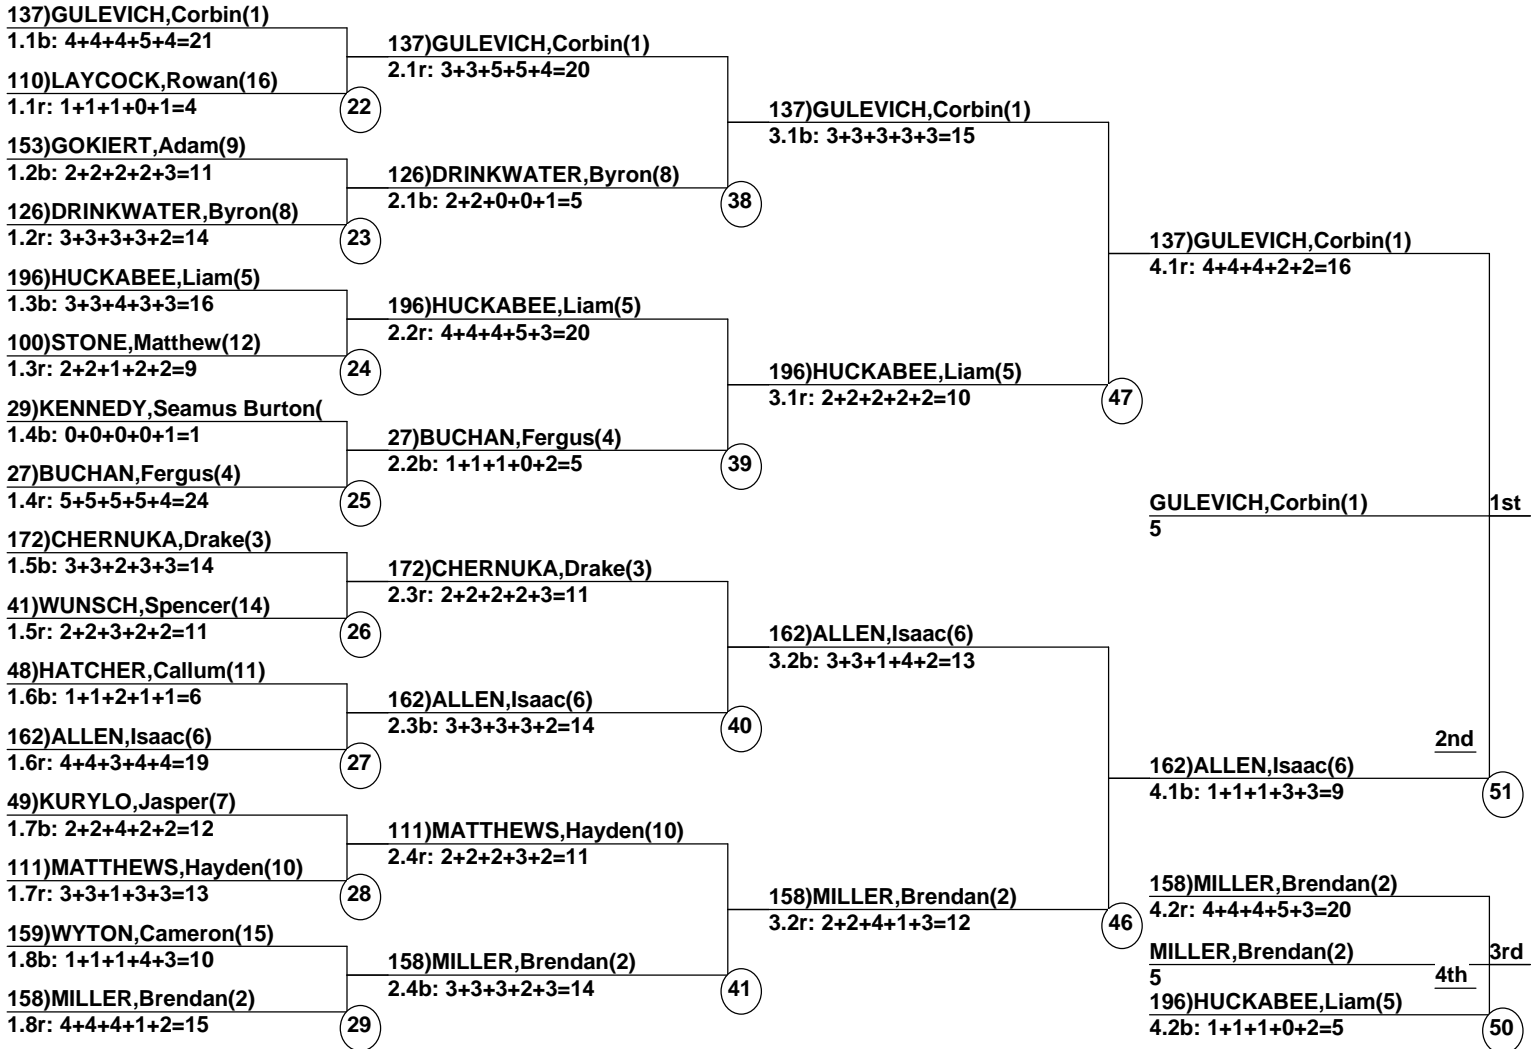 137)GULEVICH,Corbin(1)
1.1b: 4+4+4+5+4=21
110)LAYCOCK,Rowan(16)
1.1r: 1+1+1+0+1=4
22
153)GOKIERT,Adam(9)
1.2b: 2+2+2+2+3=11
126)DRINKWATER,Byron(8)
1.2r: 3+3+3+3+2=14
23
196)HUCKABEE,Liam(5)
1.3b: 3+3+4+3+3=16
100)STONE,Matthew(12)
1.3r: 2+2+1+2+2=9
24
29)KENNEDY,Seamus Burton(
1.4b: 0+0+0+0+1=1
27)BUCHAN,Fergus(4)
1.4r: 5+5+5+5+4=24
25
172)CHERNUKA,Drake(3)
1.5b: 3+3+2+3+3=14
41)WUNSCH,Spencer(14)
1.5r: 2+2+3+2+2=11
26
48)HATCHER,Callum(11)
1.6b: 1+1+2+1+1=6
162)ALLEN,Isaac(6)
1.6r: 4+4+3+4+4=19
27
49)KURYLO,Jasper(7)
1.7b: 2+2+4+2+2=12
111)MATTHEWS,Hayden(10)
1.7r: 3+3+1+3+3=13
28
159)WYTON,Cameron(15)
1.8b: 1+1+1+4+3=10
158)MILLER,Brendan(2)
1.8r: 4+4+4+1+2=15
29
137)GULEVICH,Corbin(1)
2.1r: 3+3+5+5+4=20
126)DRINKWATER,Byron(8)
2.1b: 2+2+0+0+1=5
38
196)HUCKABEE,Liam(5)
2.2r: 4+4+4+5+3=20
27)BUCHAN,Fergus(4)
2.2b: 1+1+1+0+2=5
39
172)CHERNUKA,Drake(3)
2.3r: 2+2+2+2+3=11
162)ALLEN,Isaac(6)
2.3b: 3+3+3+3+2=14
40
111)MATTHEWS,Hayden(10)
2.4r: 2+2+2+3+2=11
158)MILLER,Brendan(2)
2.4b: 3+3+3+2+3=14
41
137)GULEVICH,Corbin(1)
3.1b: 3+3+3+3+3=15
196)HUCKABEE,Liam(5)
3.1r: 2+2+2+2+2=10
47
162)ALLEN,Isaac(6)
3.2b: 3+3+1+4+2=13
158)MILLER,Brendan(2)
3.2r: 2+2+4+1+3=12
46
137)GULEVICH,Corbin(1)
4.1r: 4+4+4+2+2=16
GULEVICH,Corbin(1)
1st
5
2nd
162)ALLEN,Isaac(6)
4.1b: 1+1+1+3+3=9
51
158)MILLER,Brendan(2)
4.2r: 4+4+4+5+3=20
MILLER,Brendan(2)
3rd
5
4th
196)HUCKABEE,Liam(5)
4.2b: 1+1+1+0+2=5
50